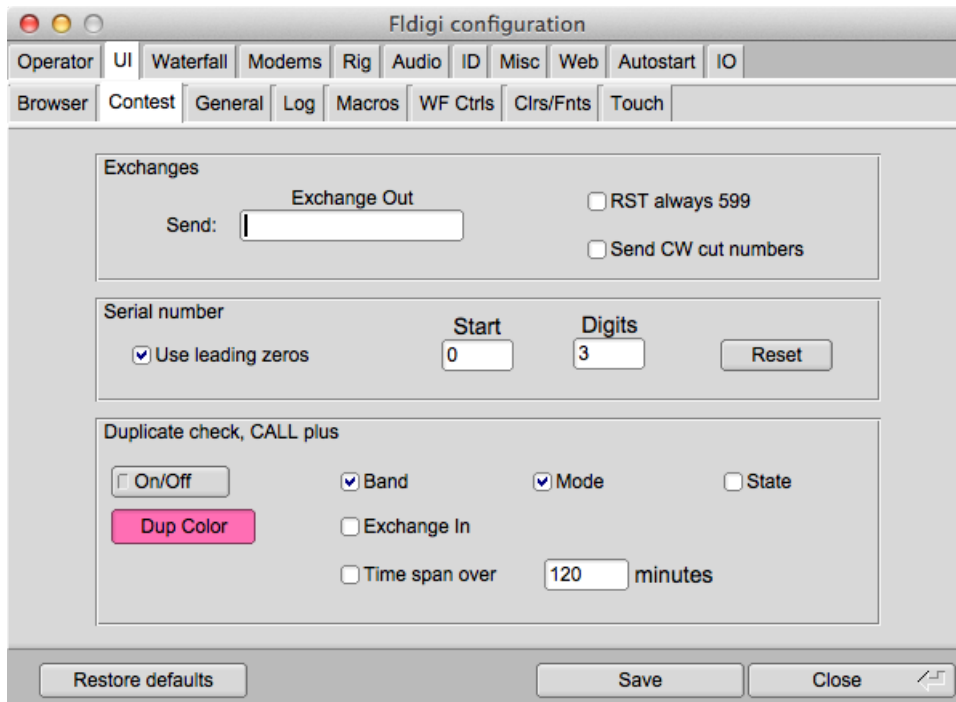 Fldigi configuration
Operator UI Waterfall Modems Rig Audio ID Misc Web Autostart IO
Browser Contest General Log Macros WF Ctrls Clrs/Fnts Touch
Exchanges
Exchange Out
RST always 599
Send:
Send CW cut numbers
Serial number
Start Digits
Use leading zeros 0 3 Reset
Duplicate check, CALL plus
On/Off Band Mode State
Dup Color Exchange In
Time span over 120 minutes
Restore defaults Save Close